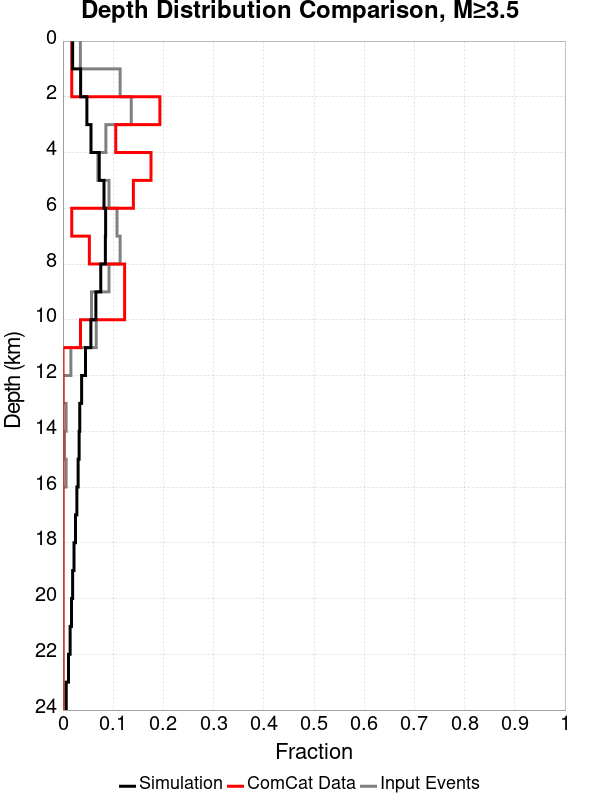 Depth Distribution Comparison, M≥3.5
0
2
4
6
8
10
12
14
16
18
20
22
24
Depth (km)
0 0.1 0.2 0.3 0.4 0.5 0.6 0.7 0.8 0.9 1
Fraction
Simulation ComCat Data Input Events